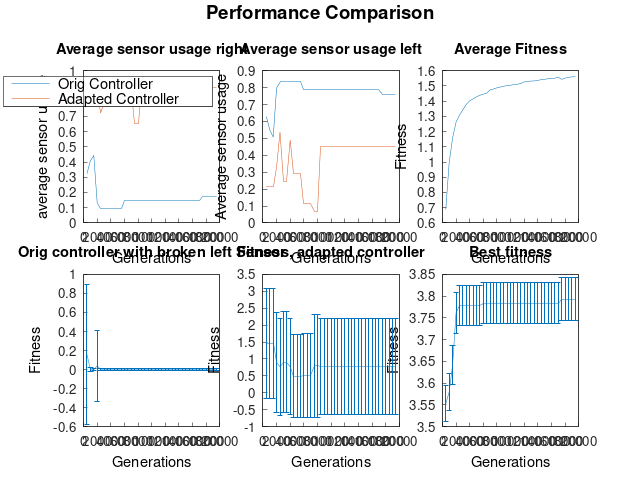 Performance Comparison
Average sensor usage right
Average sensor usage left
Average Fitness
Orig Controller
Adapted Controller
average sensor u
1
0.7
0.6
0.5
0.4
0.3
0.2
0.1
0
Generations
Average sensor usage
0.9
0.8
0.7
0.6
0.5
0.4
0.3
0.2
0.1
0
Generations
Fitness
1.6
1.5
1.4
1.3
1.2
1.1
1
0.9
0.8
0.7
0.6
Generations
Orig controller with broken left Sensor
Fitness, adapted controller
Best fitness
Fitness
1
0.8
0.6
0.4
0.2
0
-0.2
-0.4
-0.6
Generations
Fitness
3.5
3
2.5
2
1.5
1
0.5
0
-0.5
-1
Generations
Fitness
3.85
3.8
3.75
3.7
3.65
3.6
3.55
3.5
Generations